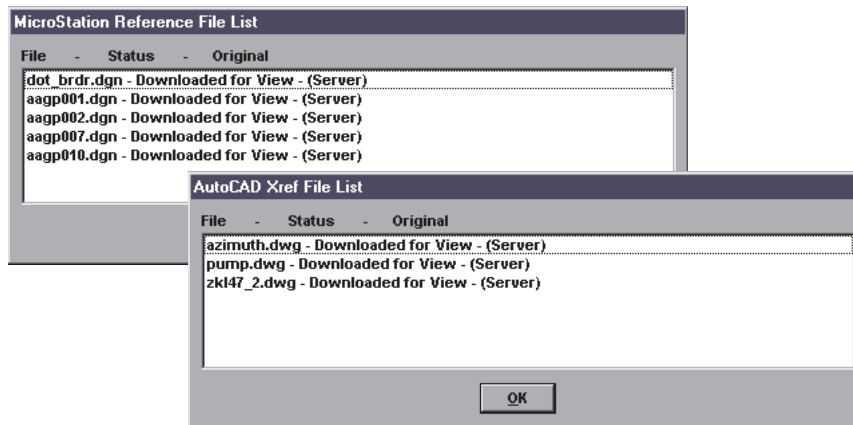 MicroStation Reference File List
File - Status - Original
dot_brdr.dgn - Downloaded for View - (Server)
aagp001.dgn - Downloaded for View - (Server)
aagp002.dgn - Downloaded for View - (Server)
aagp007.dgn - Downloaded for View - (Server)
aagp010.dgn - Downloaded for View - (Server)
AutoCAD Xref File List
File - Status - Original
azimuth.dwg - Downloaded for View - (Server)
pump.dwg - Downloaded for View - (Server)
zkl47_2.dwg - Downloaded for View - (Server)
OK